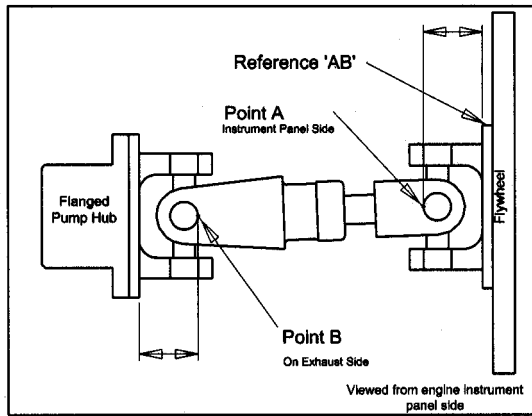 Reference 'AB'
Point A
Instrument Panel Side
Flanged
Pump Hub
Flywheel
Point B
On Exhaust Side
Viewed from engine instrument
panel side